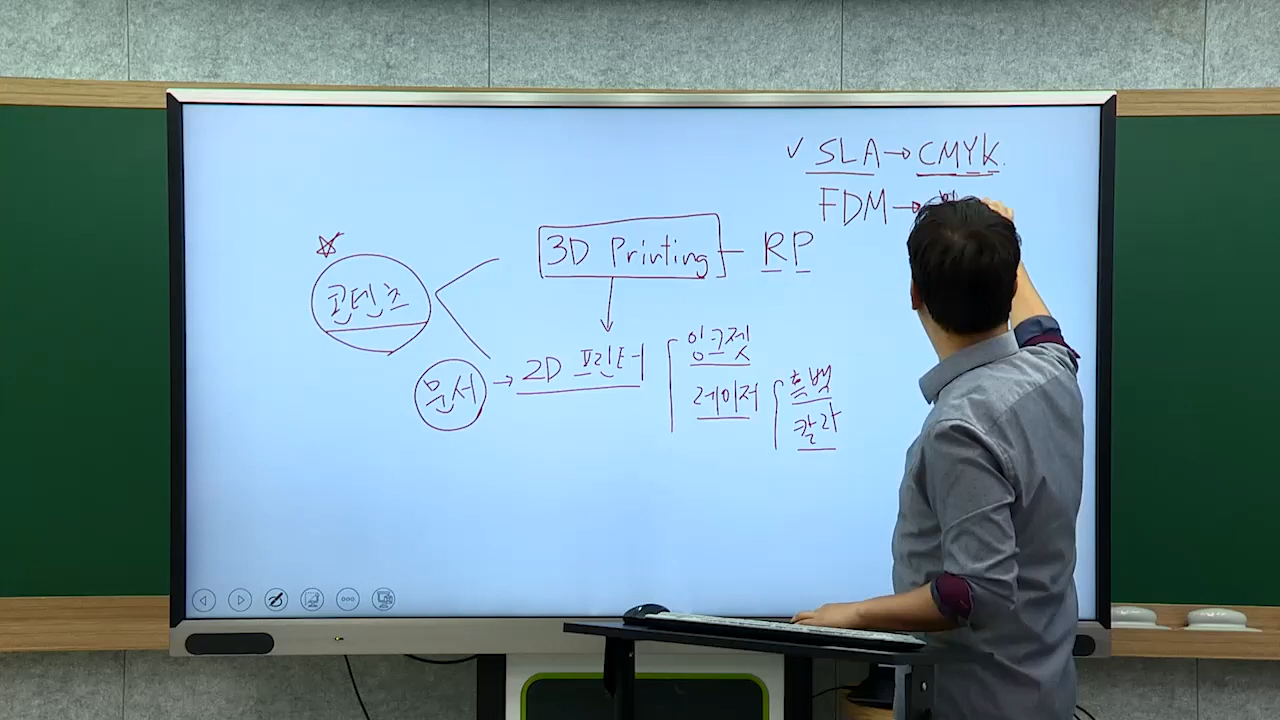 ✓ SLA → CMYK.
FDM →
3D Printing - RP
콘텐츠
문서 → 2D 프린터
잉크젯
레이저
흑백
칼라